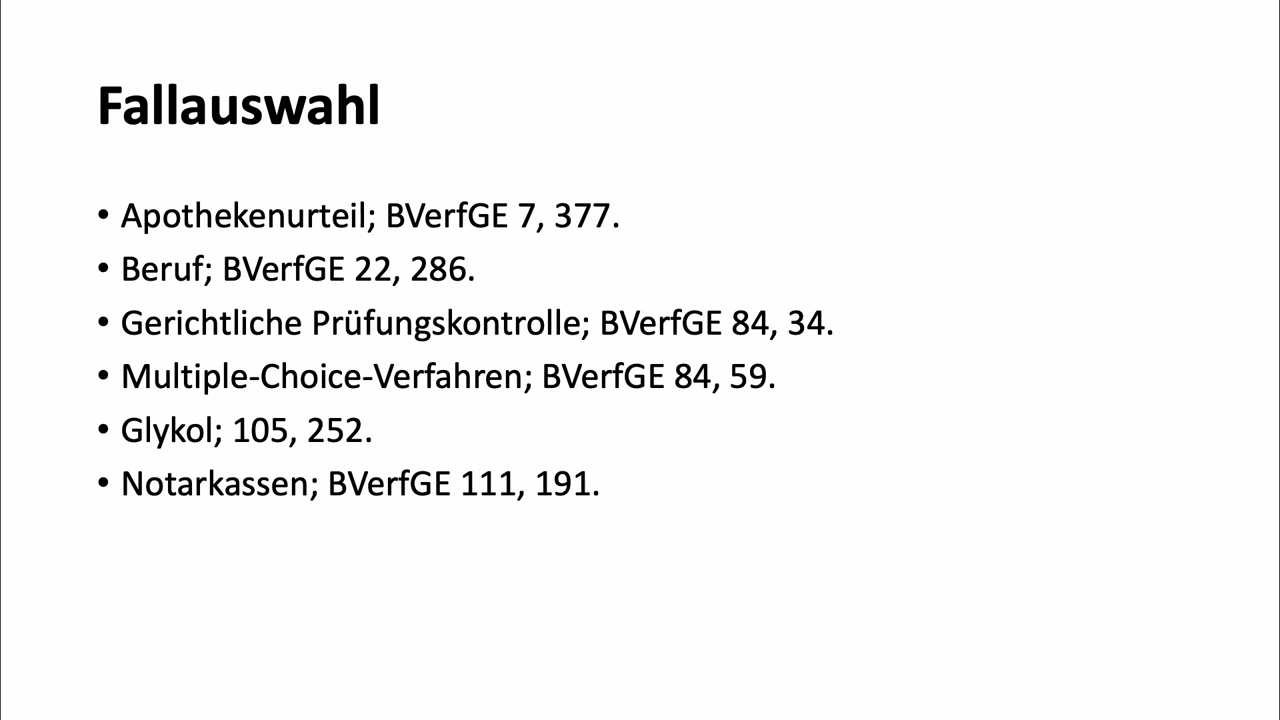 Fallauswahl
• Apothekenurteil; BVerfGE 7, 377.
• Beruf; BVerfGE 22, 286.
• Gerichtliche Prüfungskontrolle; BVerfGE 84, 34.
• Multiple-Choice-Verfahren; BVerfGE 84, 59.
• Glykol; 105, 252.
• Notarkassen; BVerfGE 111, 191.